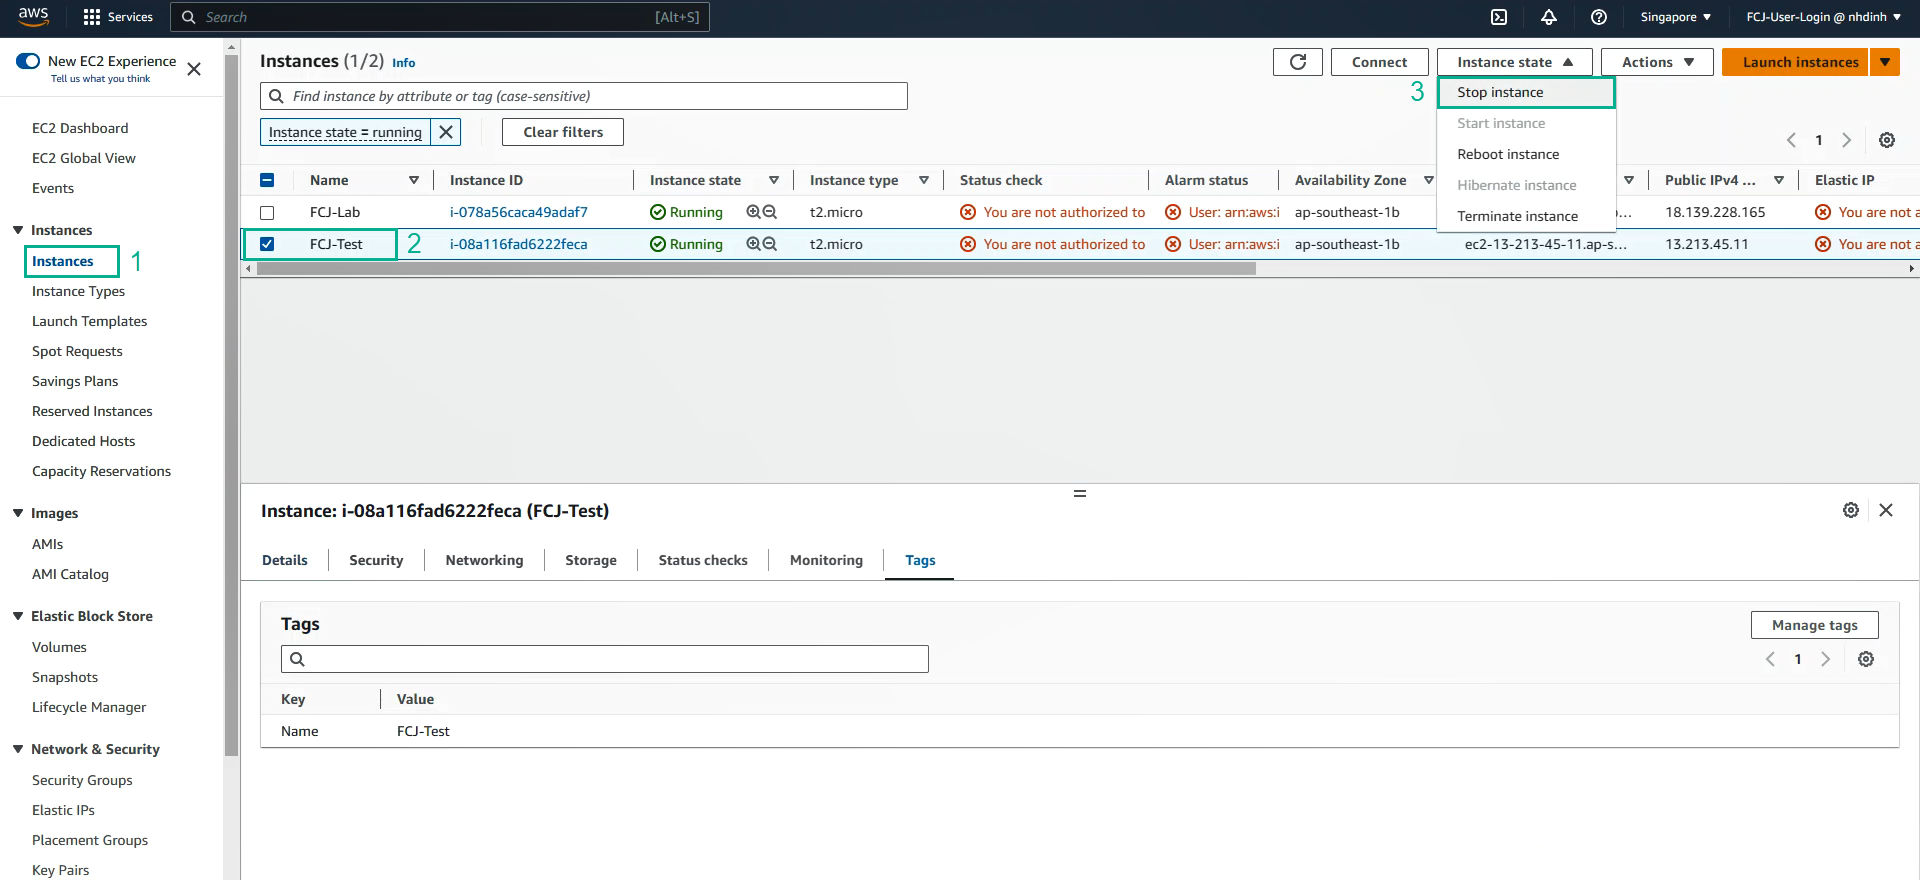 aws
Services
Search
[Alt+S]
Singapore
FCJ-User-Login @ nhdinh
New EC2 Experience
Tell us what you think
EC2 Dashboard
EC2 Global View
Events
Instances
Instances
1
Instance Types
Launch Templates
Spot Requests
Savings Plans
Reserved Instances
Dedicated Hosts
Capacity Reservations
Images
AMIs
AMI Catalog
Elastic Block Store
Volumes
Snapshots
Lifecycle Manager
Network & Security
Security Groups
Elastic IPs
Placement Groups
Key Pairs
Instances (1/2) Info
Connect
Instance state
Actions
Launch instances
Find instance by attribute or tag (case-sensitive)
3
Stop instance
Start instance
Reboot instance
Hibernate instance
Terminate instance
Instance state = running
Clear filters
1
Name Instance ID Instance state Instance type Status check Alarm status Availability Zone Public IPv4 ... Elastic IP
FCJ-Lab i-078a56caca49adaf7 Running t2.micro You are not authorized to User: arn:aws:i ap-southeast-1b ... 18.139.228.165 You are not a
FCJ-Test 2 i-08a116fad6222feca Running t2.micro You are not authorized to User: arn:aws:i ap-southeast-1b ec2-13-213-45-11.ap-s... 13.213.45.11 You are not a
Instance: i-08a116fad6222feca (FCJ-Test)
Details Security Networking Storage Status checks Monitoring Tags
Tags
Manage tags
1
Key Value
Name FCJ-Test